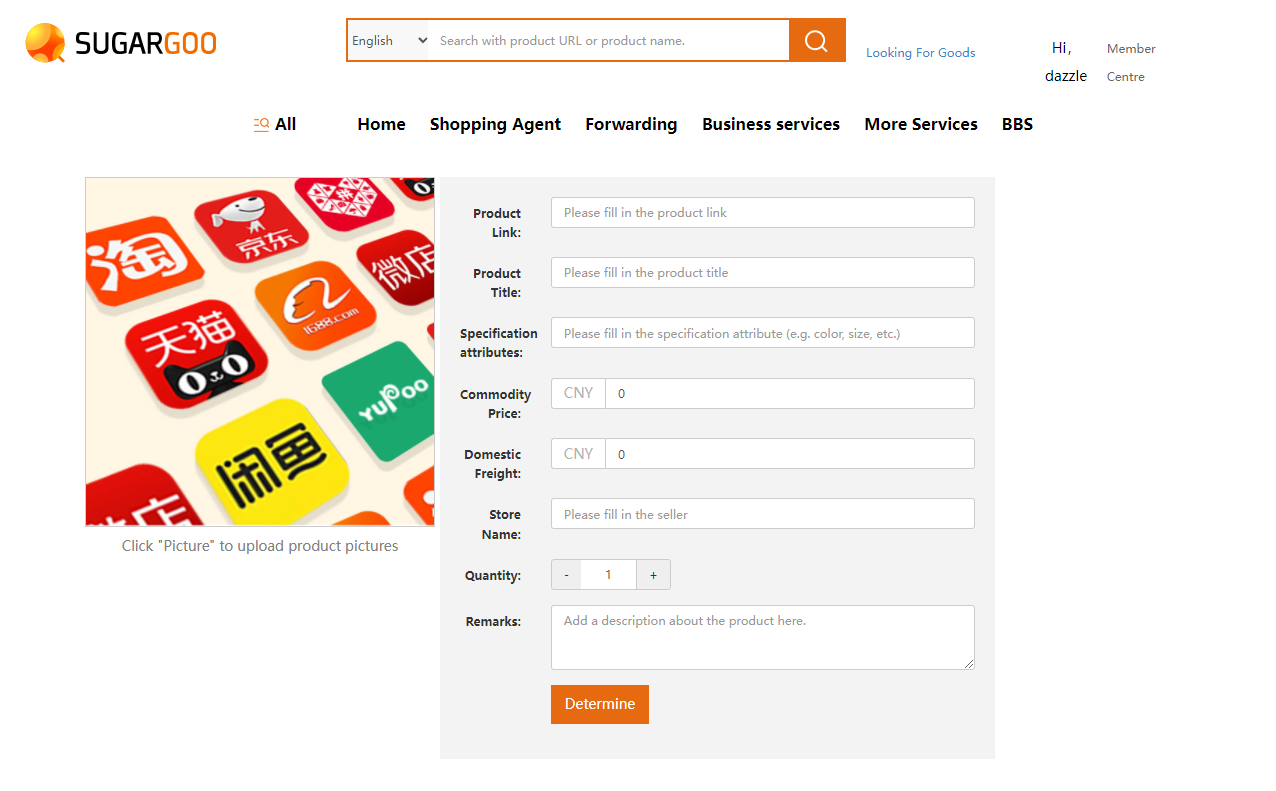 SUGARGOO
English
Search with product URL or product name.
Looking For Goods
Hi,
dazzle
Member
Centre
All
Home
Shopping Agent
Forwarding
Business services
More Services
BBS
京东
淘
微店
1688.com
天猫
YUPOO
闲鱼
微店
Click "Picture" to upload product pictures
Product
Link:
Please fill in the product link
Product
Title:
Please fill in the product title
Specification
attributes:
Please fill in the specification attribute (e.g. color, size, etc.)
Commodity
Price:
CNY
0
Domestic
Freight:
CNY
0
Store
Name:
Please fill in the seller
Quantity:
-
1
+
Remarks:
Add a description about the product here.
Determine